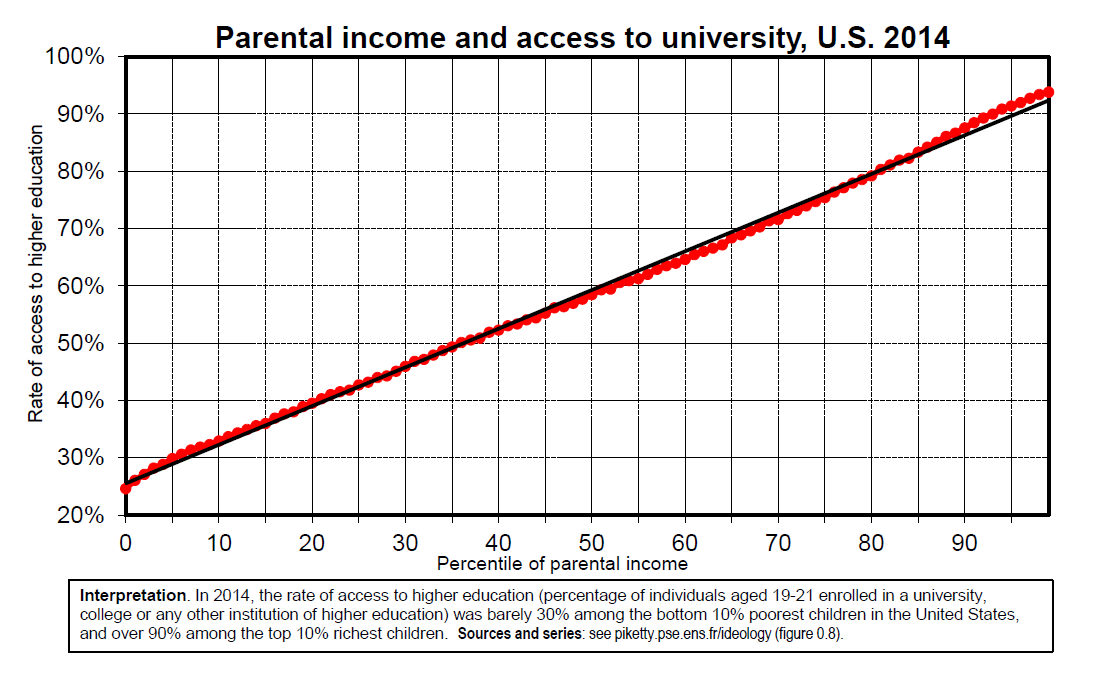 Parental income and access to university, U.S. 2014
100%
90%
80%
70%
60%
50%
40%
30%
20%
Rate of access to higher education
0 10 20 30 40 50 60 70 80 90
Percentile of parental income
Interpretation. In 2014, the rate of access to higher education (percentage of individuals aged 19-21 enrolled in a university,
college or any other institution of higher education) was barely 30% among the bottom 10% poorest children in the United States,
and over 90% among the top 10% richest children. Sources and series: see piketty.pse.ens.fr/ideology (figure 0.8).